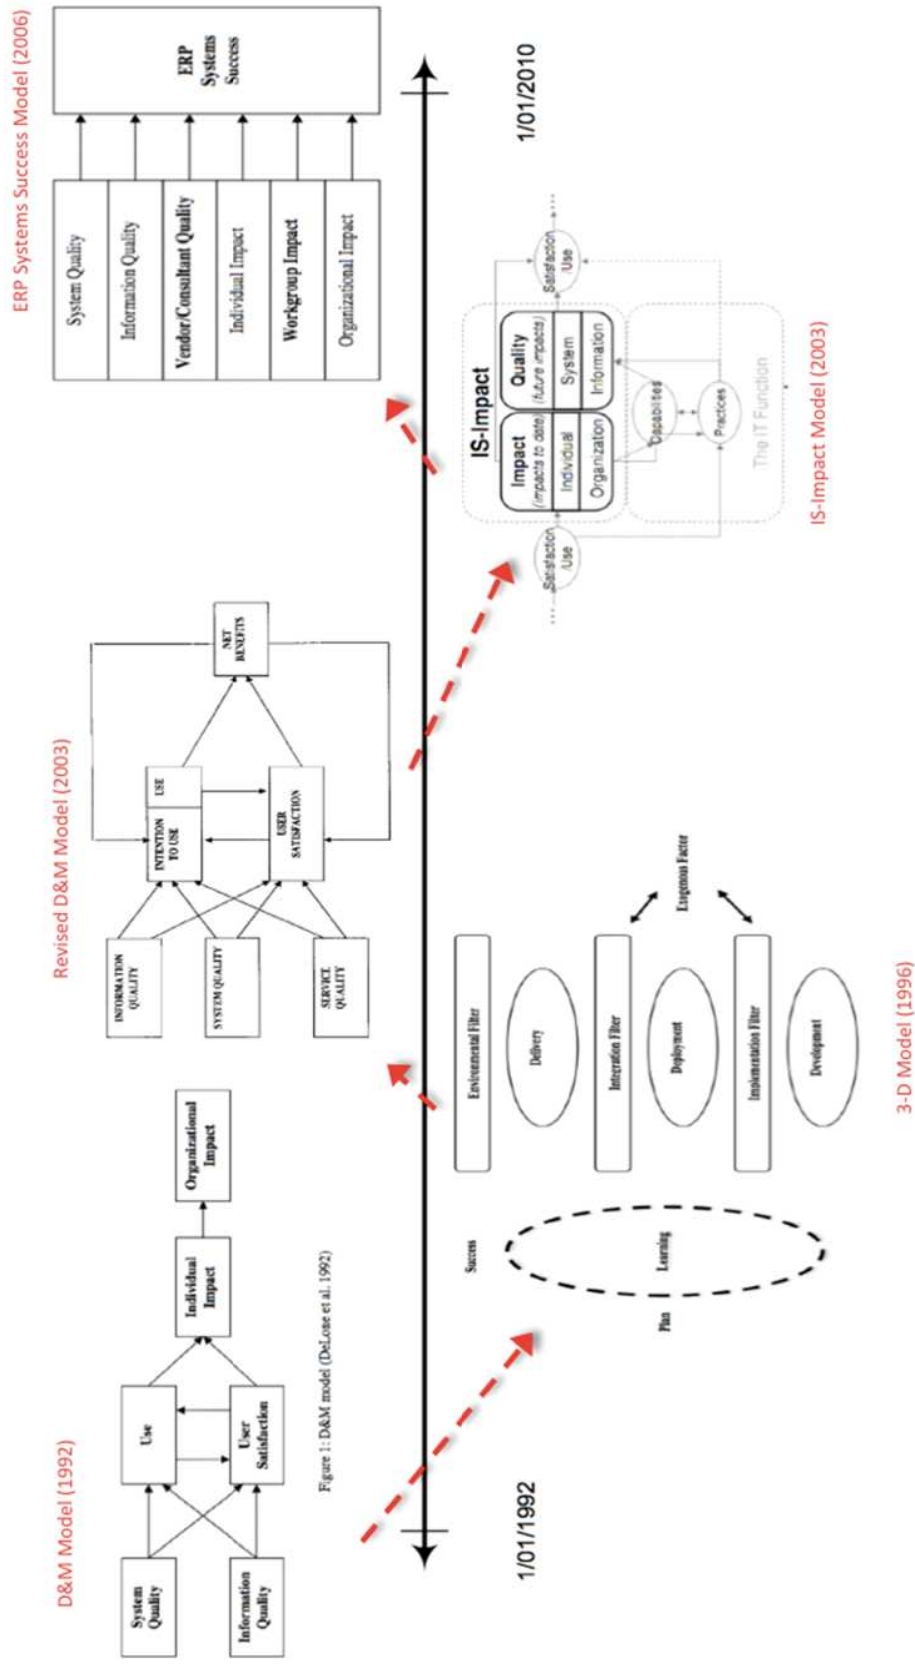 D&M Model (1992)
System
Quality
Information
Quality
Use
User
Satisfaction
Individual
Impact
Organizational
Impact
Figure 1: D&M model (DeLone et al. 1992)
Revised D&M Model (2003)
INFORMATION
QUALITY
SYSTEM QUALITY
SERVICE
QUALITY
INTENTION
TO USE
USE
USER
SATISFACTION
NET
BENEFITS
ERP Systems Success Model (2006)
System Quality
Information Quality
Vendor/Consultant Quality
Individual Impact
Workgroup Impact
Organizational Impact
ERP
Systems
Success
1/01/1992
1/01/2010
Success
Learning
Plan
Environmental Filter
Delivery
Integration Filter
Deployment
Implementation Filter
Development
Exogenous Factor
3-D Model (1996)
IS-Impact
Satisfaction
/Use
Impact
(impacts to date)
Individual
Organization
Quality
(future impacts)
System
Information
Satisfaction
/Use
Capabilities
Practices
The IT Function
IS-Impact Model (2003)